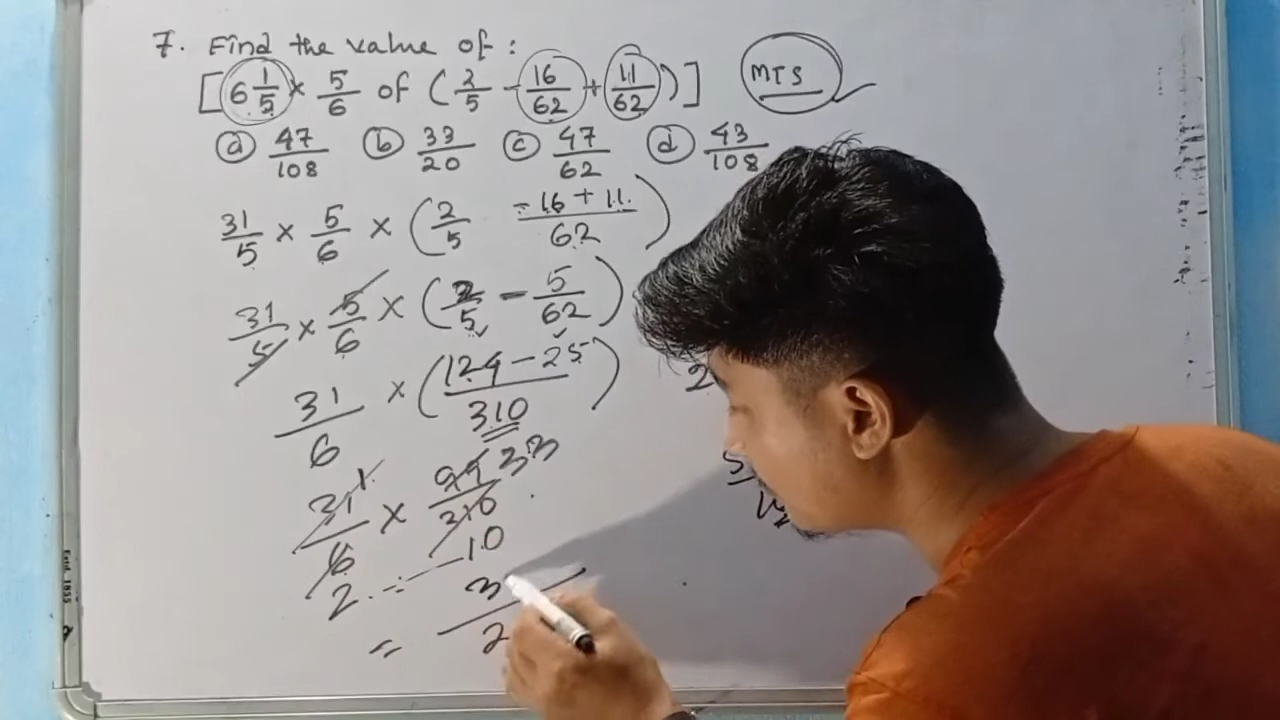 7. Find the value of :
[6 1/5 × 5/6 of (2/5 - 16/62 + 11/62)] MTS
(a) 47/108 (b) 33/20 (c) 47/62 (d) 43/108
31/5 × 5/6 × (2/5 (-16 + 11)/62)
31/5 × 5/6 × (2/5 - 5/62)
31/6 × ((124 - 25)/310)
31/6 × 99/310
1 33
2 10
= 3/2